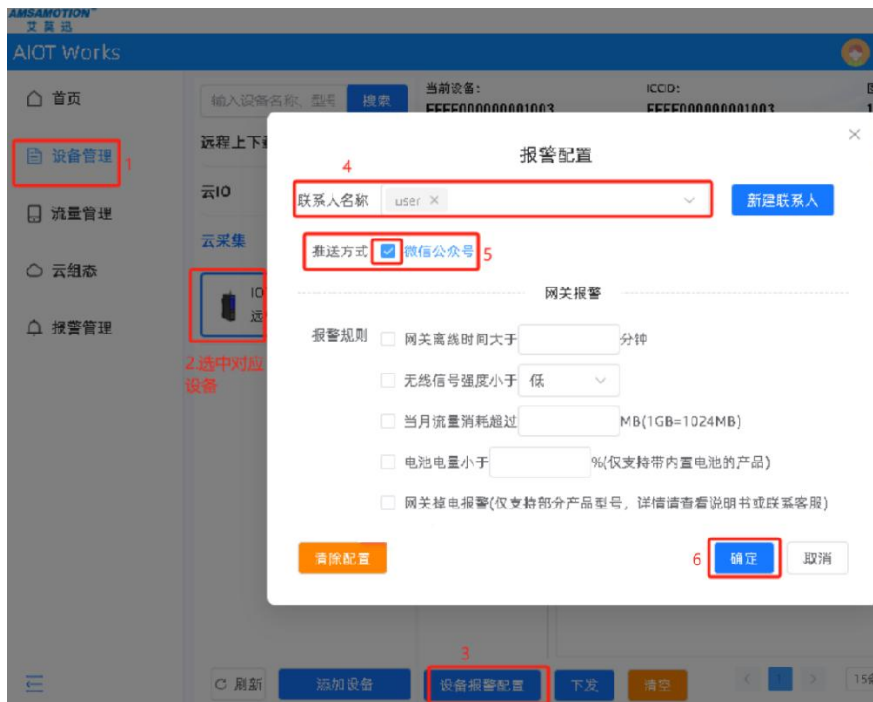 AMSAMOTION
艾莫迅
AIOT Works
首页
设备管理
1
流量管理
云组态
报警管理
输入设备名称、型号
搜索
当前设备:
FFFF000000001003
ICCID:
FFFF000000001003
远程上下
云IO
云采集
IO
远
2.选中对应
设备
报警配置
4
联系人名称
user
新建联系人
推送方式
微信公众号
5
网关报警
报警规则
网关离线时间大于
分钟
无线信号强度小于
低
当月流量消耗超过
MB(1GB=1024MB)
电池电量小于
%(仅支持带内置电池的产品)
网关掉电报警(仅支持部分产品型号，详情请查看说明书或联系客服)
清除配置
6
确定
取消
3
刷新
添加设备
设备报警配置
下发
清空
1